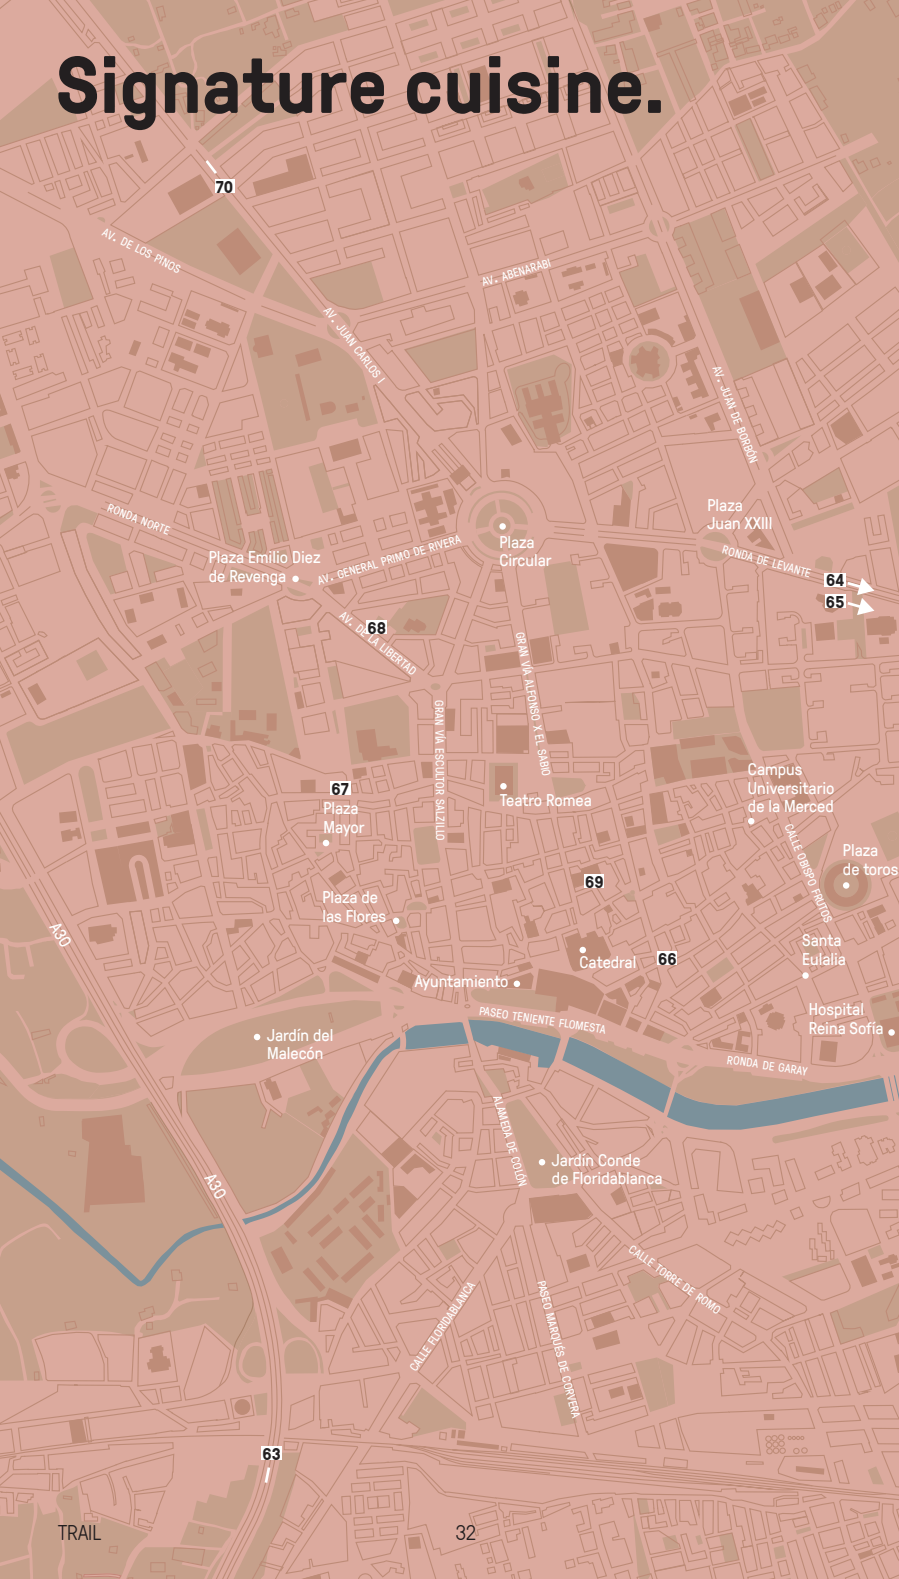 Signature cuisine.
70
AV. DE LOS PINOS
AV. ABENARABI
AV. JUAN CARLOS I
AV. JUAN DE BORBÓN
RONDA NORTE
Plaza
Juan XXIII
Plaza
Circular
Plaza Emilio Diez
de Revenga
AV. GENERAL PRIMO DE RIVERA
RONDA DE LEVANTE
64
65
68
AV. DE LA LIBERTAD
GRAN VÍA ALFONSO X EL SABIO
GRAN VÍA ESCULTOR SALZILLO
67
Plaza
Mayor
Teatro Romea
Campus
Universitario
de la Merced
CALLE OBISPO FRUTOS
Plaza
de toros
69
Plaza de
las Flores
A30
Catedral
66
Santa
Eulalia
Ayuntamiento
Hospital
Reina Sofía
PASEO TENIENTE FLOMESTA
Jardín del
Malecón
RONDA DE GARAY
ALAMEDA DE COLÓN
Jardín Conde
de Floridablanca
A30
CALLE TORRE DE ROMO
CALLE FLORIDABLANCA
PASEO MARQUÉS DE CORVERA
63
TRAIL
32